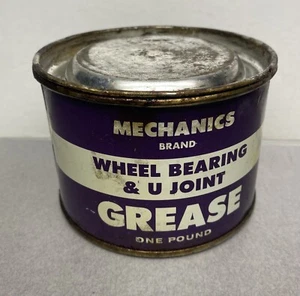 MECHANICS
BRAND
WHEEL BEARING
& U JOINT
GREASE
ONE POUND